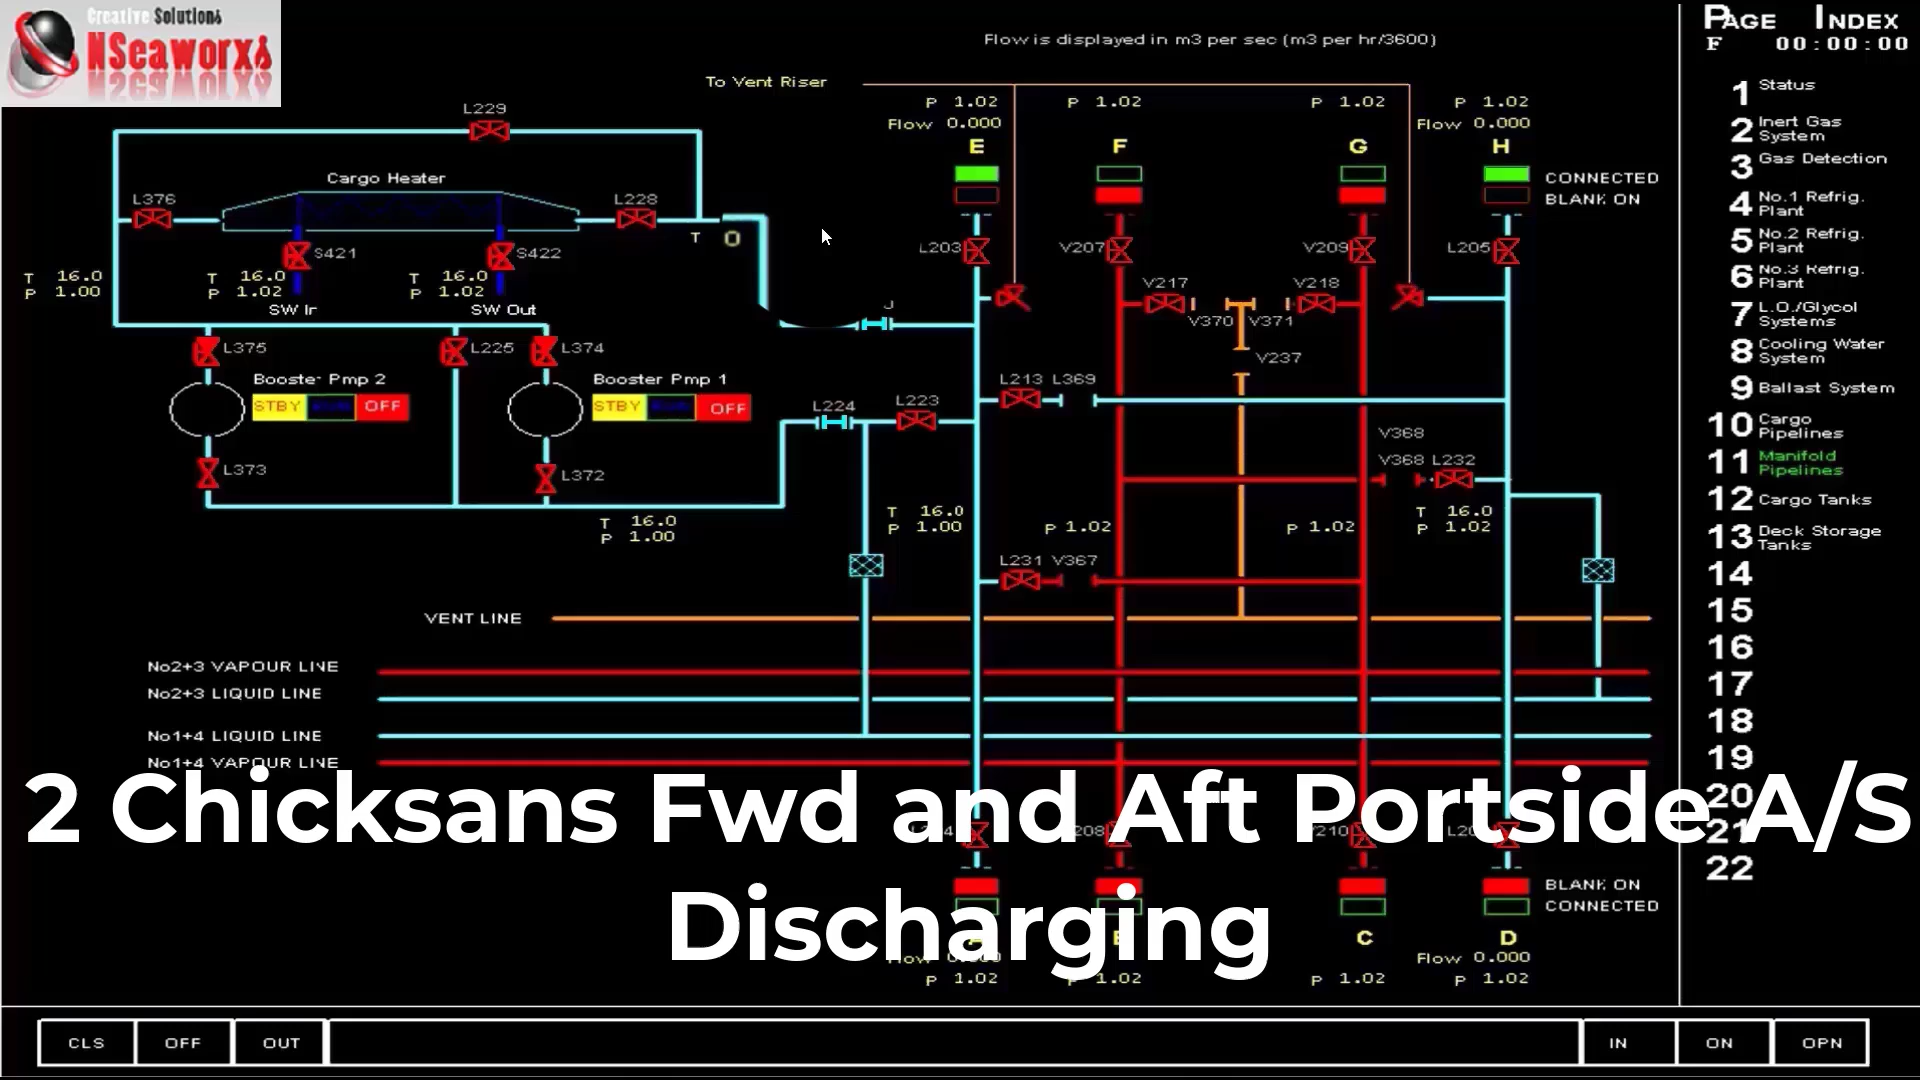 Creative Solutions
NSeaworxs
Flow is displayed in m3 per sec (m3 per hr/3600)
To Vent Riser
P 1.02
P 1.02
P 1.02
P 1.02
Flow 0.000
Flow 0.000
E
F
G
H
CONNECTED
BLANK ON
L229
Cargo Heater
L376
L228
T O
S421
S422
T 16.0
P 1.00
T 16.0
P 1.02
T 16.0
P 1.02
SW In
SW Out
J
L203
V207
V209
L205
V217
V218
V370
V371
V237
L375
L225
L374
Booster Pmp 2
STBY
OFF
Booster Pmp 1
STBY
OFF
L213 L369
L224
L223
L373
L372
V368
V368 L232
T 16.0
P 1.00
T 16.0
P 1.00
P 1.02
P 1.02
T 16.0
P 1.02
L231 V367
VENT LINE
No2+3 VAPOUR LINE
No2+3 LIQUID LINE
No1+4 LIQUID LINE
No1+4 VAPOUR LINE
2 Chicksans Fwd and Aft Portside A/S
Discharging
BLANK ON
CONNECTED
C
D
Flow 0.000
P 1.02
P 1.02
P 1.02
P 1.02
PAGE INDEX
F 00:00:00
1 Status
2 Inert Gas
System
3 Gas Detection
4 No.1 Refrig.
Plant
5 No.2 Refrig.
Plant
6 No.3 Refrig.
Plant
7 L.O./Glycol
Systems
8 Cooling Water
System
9 Ballast System
10 Cargo
Pipelines
11 Manifold
Pipelines
12 Cargo Tanks
13 Deck Storage
Tanks
14
15
16
17
18
19
20
21
22
CLS
OFF
OUT
IN
ON
OPN